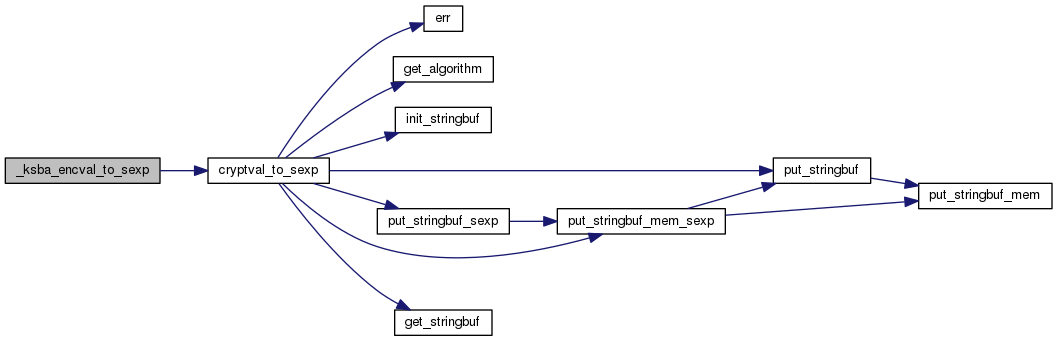 err
get_algorithm
init_stringbuf
_ksba_encval_to_sexp
cryptval_to_sexp
put_stringbuf
put_stringbuf_mem
put_stringbuf_sexp
put_stringbuf_mem_sexp
get_stringbuf